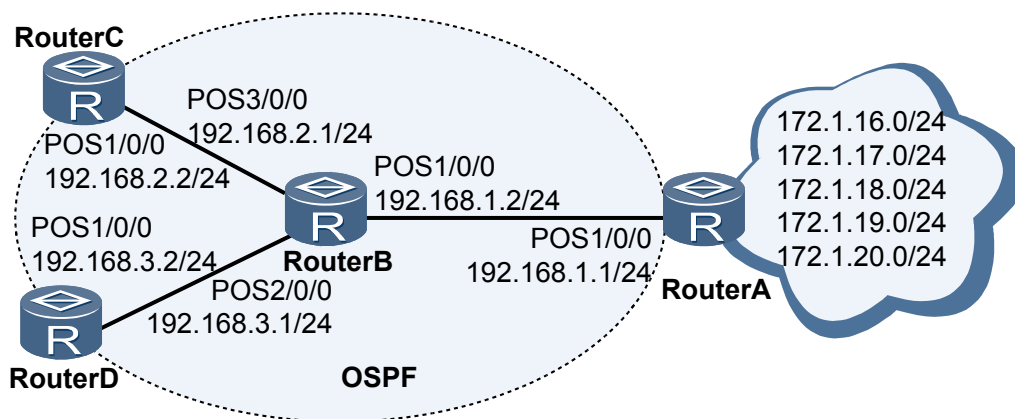 RouterC
R
POS3/0/0
192.168.2.1/24
POS1/0/0
192.168.2.2/24
POS1/0/0
192.168.1.2/24
R
RouterB
POS1/0/0
192.168.3.2/24
POS2/0/0
192.168.3.1/24
R
RouterD
OSPF
POS1/0/0
192.168.1.1/24
R
RouterA
172.1.16.0/24
172.1.17.0/24
172.1.18.0/24
172.1.19.0/24
172.1.20.0/24